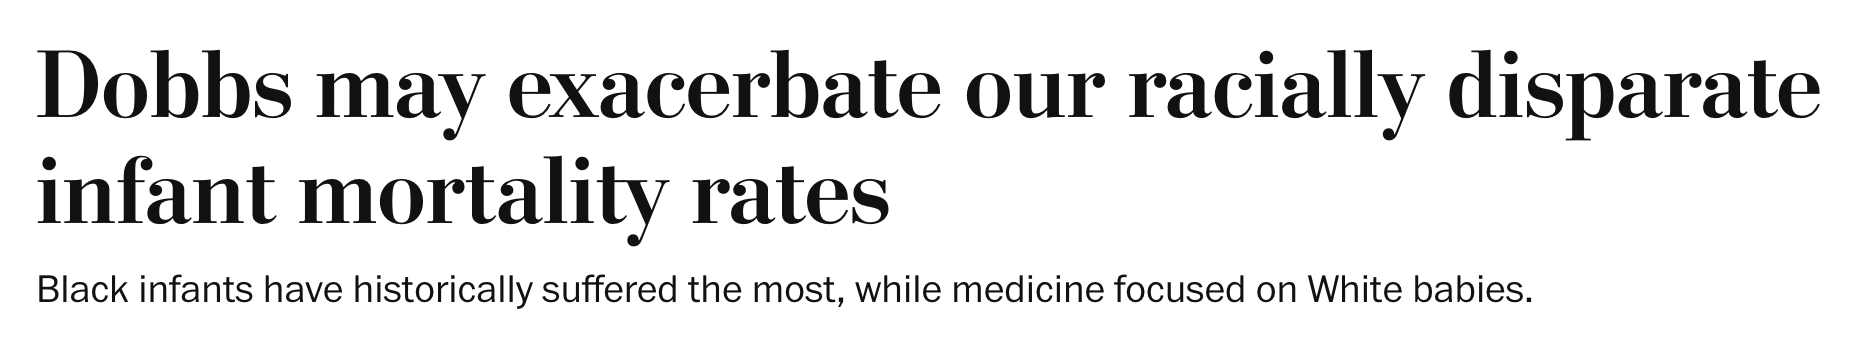 Dobbs may exacerbate our racially disparate
infant mortality rates
Black infants have historically suffered the most, while medicine focused on White babies.